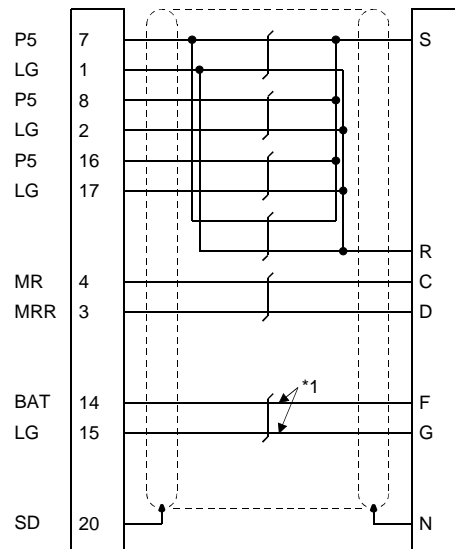 P5 7 S
LG 1
P5 8
LG 2
P5 16
LG 17
R
MR 4 C
MRR 3 D
*1
BAT 14 F
LG 15 G
SD 20 N